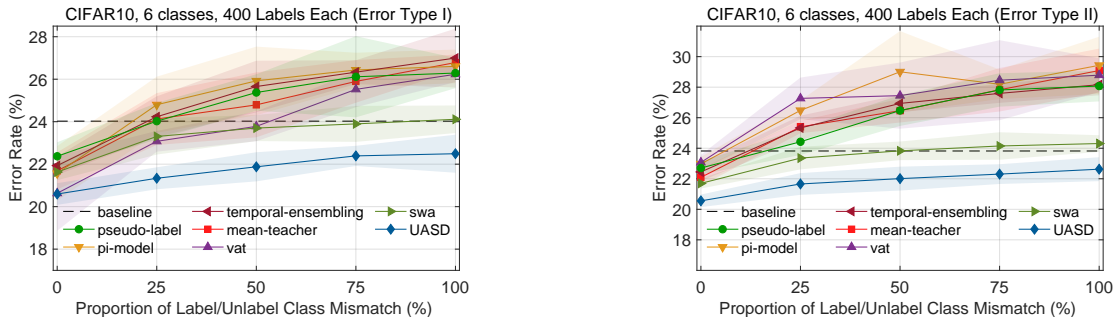 CIFAR10, 6 classes, 400 Labels Each (Error Type I)
Error Rate (%)
28
26
24
22
20
18
baseline
pseudo-label
pi-model
temporal-ensembling
mean-teacher
vat
swa
UASD
0 25 50 75 100
Proportion of Label/Unlabel Class Mismatch (%)
CIFAR10, 6 classes, 400 Labels Each (Error Type II)
Error Rate (%)
30
28
26
24
22
20
18
baseline
pseudo-label
pi-model
temporal-ensembling
mean-teacher
vat
swa
UASD
0 25 50 75 100
Proportion of Label/Unlabel Class Mismatch (%)